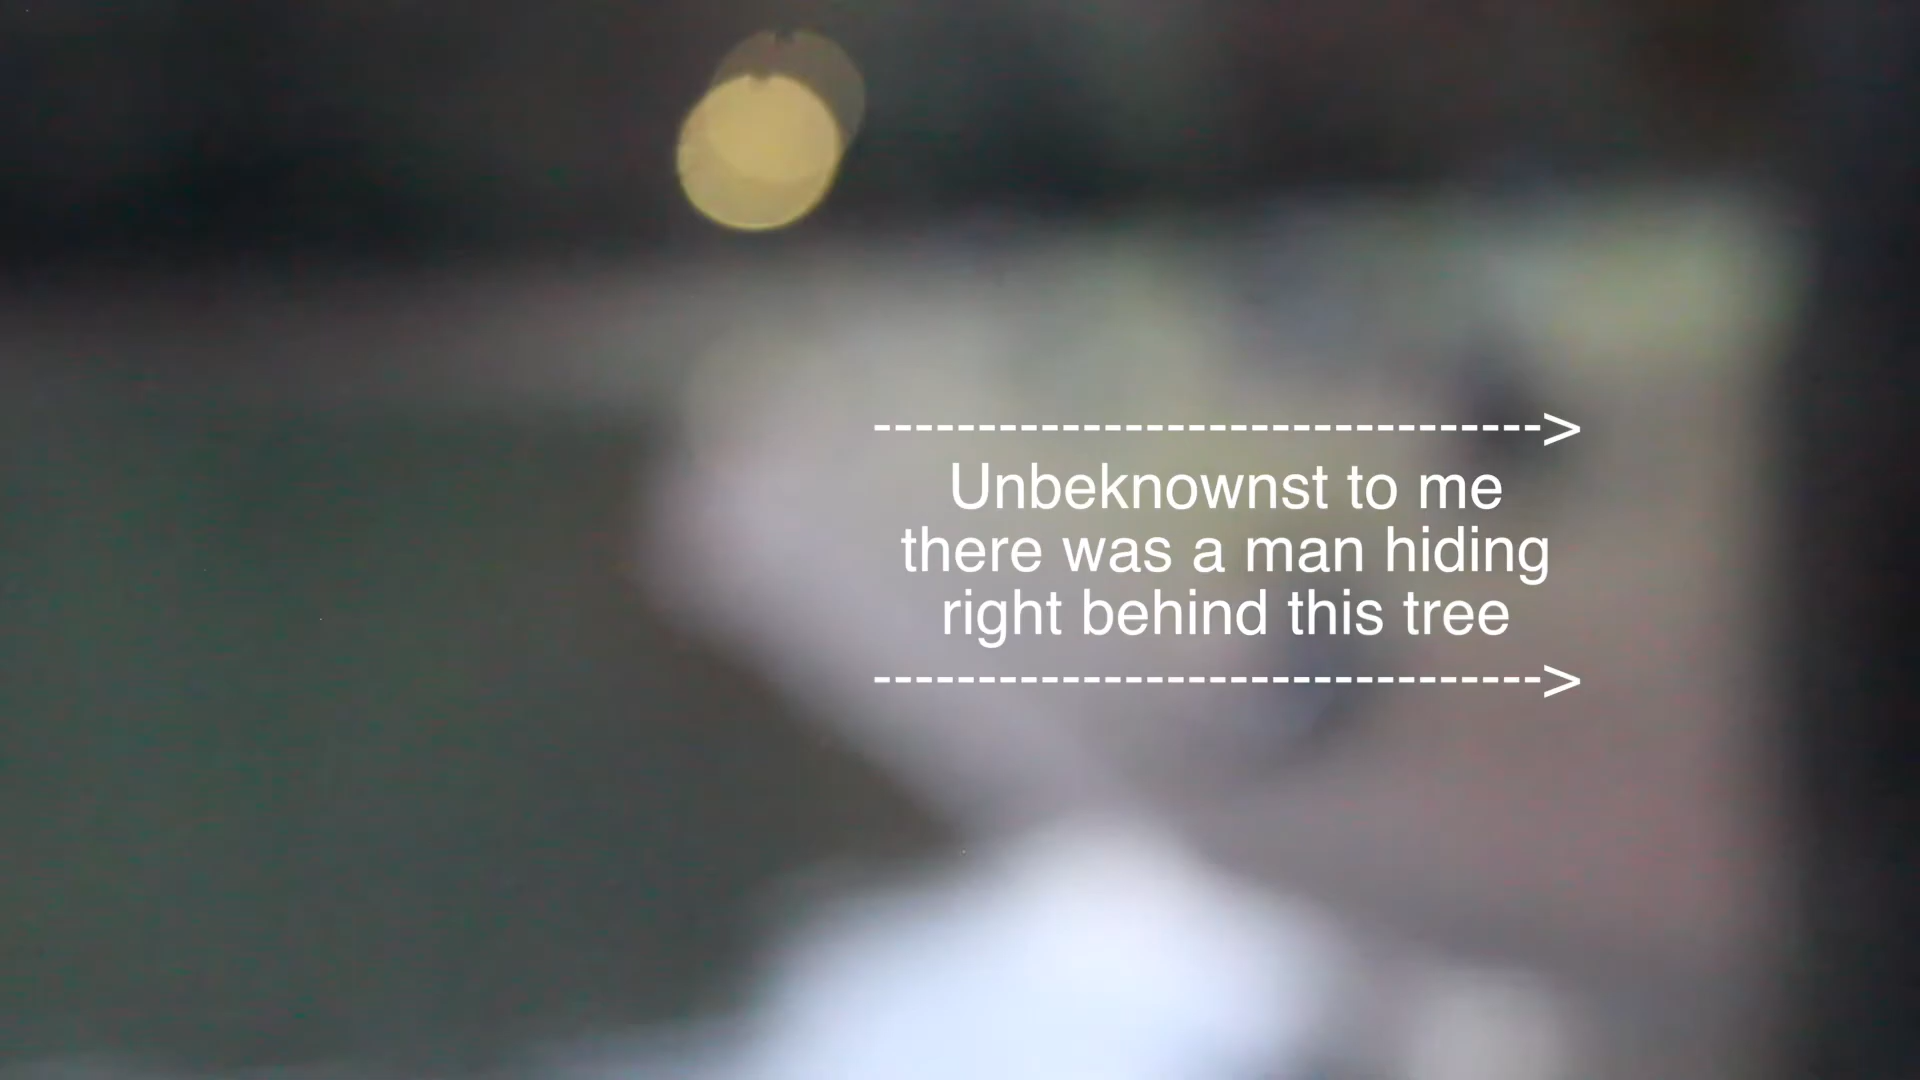 -------------------------------->
Unbeknownst to me
there was a man hiding
right behind this tree
-------------------------------->